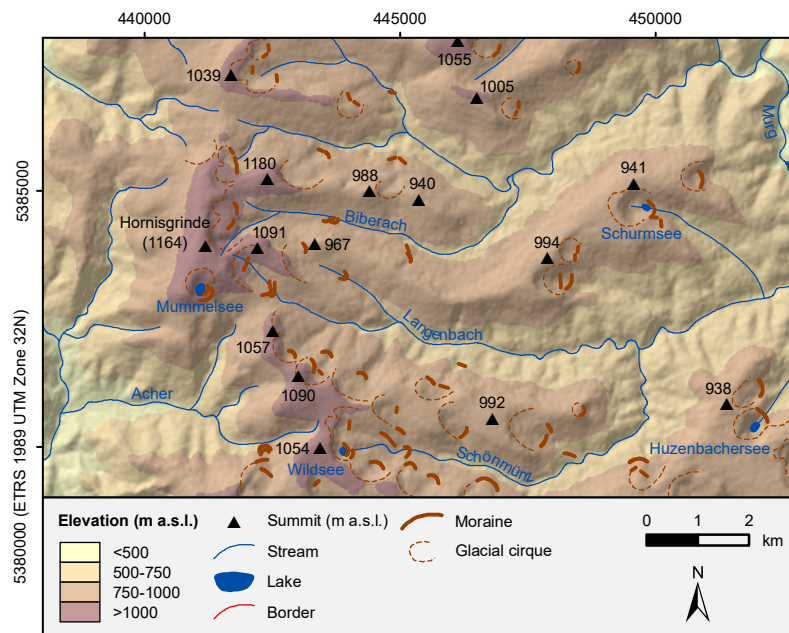 440000
445000
450000
1055
1039
1005
Murg
5385000
1180
988
940
941
Biberach
Hornisgrinde
(1164)
1091
967
Schurmsee
994
Mummelsee
Langenbach
1057
1090
Acher
992
938
1054
Wildsee
Schönmünz
Huzenbachersee
5380000 (ETRS 1989 UTM Zone 32N)
Elevation (m a.s.l.)
<500
500-750
750-1000
>1000
Summit (m a.s.l.)
Stream
Lake
Border
Moraine
Glacial cirque
0 1 2
km
N